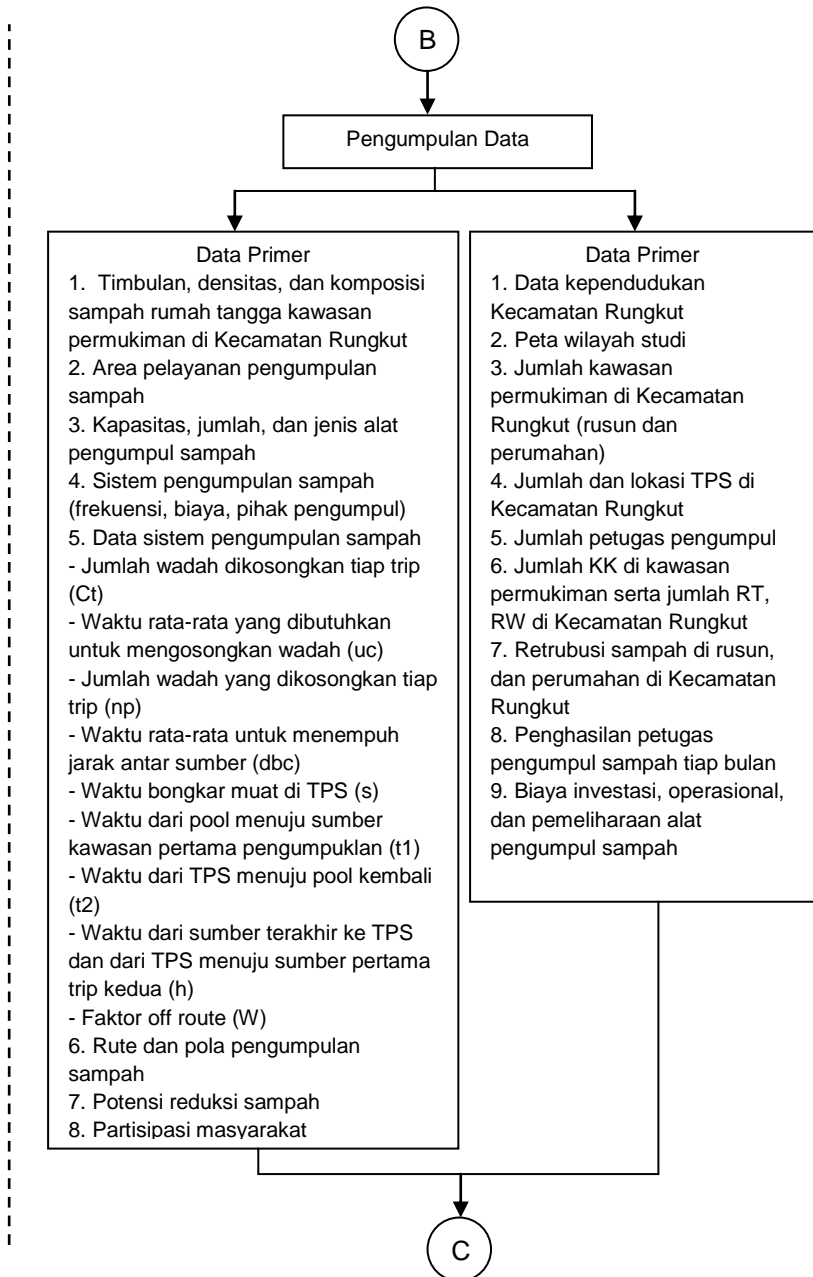 B
Pengumpulan Data
Data Primer
1. Timbulan, densitas, dan komposisi
sampah rumah tangga kawasan
permukiman di Kecamatan Rungkut
2. Area pelayanan pengumpulan
sampah
3. Kapasitas, jumlah, dan jenis alat
pengumpul sampah
4. Sistem pengumpulan sampah
(frekuensi, biaya, pihak pengumpul)
5. Data sistem pengumpulan sampah
- Jumlah wadah dikosongkan tiap trip
(Ct)
- Waktu rata-rata yang dibutuhkan
untuk mengosongkan wadah (uc)
- Jumlah wadah yang dikosongkan tiap
trip (np)
- Waktu rata-rata untuk menempuh
jarak antar sumber (dbc)
- Waktu bongkar muat di TPS (s)
- Waktu dari pool menuju sumber
kawasan pertama pengumpuklan (t1)
- Waktu dari TPS menuju pool kembali
(t2)
- Waktu dari sumber terakhir ke TPS
dan dari TPS menuju sumber pertama
trip kedua (h)
- Faktor off route (W)
6. Rute dan pola pengumpulan
sampah
7. Potensi reduksi sampah
8. Partisipasi masyarakat
Data Primer
1. Data kependudukan
Kecamatan Rungkut
2. Peta wilayah studi
3. Jumlah kawasan
permukiman di Kecamatan
Rungkut (rusun dan
perumahan)
4. Jumlah dan lokasi TPS di
Kecamatan Rungkut
5. Jumlah petugas pengumpul
6. Jumlah KK di kawasan
permukiman serta jumlah RT,
RW di Kecamatan Rungkut
7. Retrubusi sampah di rusun,
dan perumahan di Kecamatan
Rungkut
8. Penghasilan petugas
pengumpul sampah tiap bulan
9. Biaya investasi, operasional,
dan pemeliharaan alat
pengumpul sampah
C